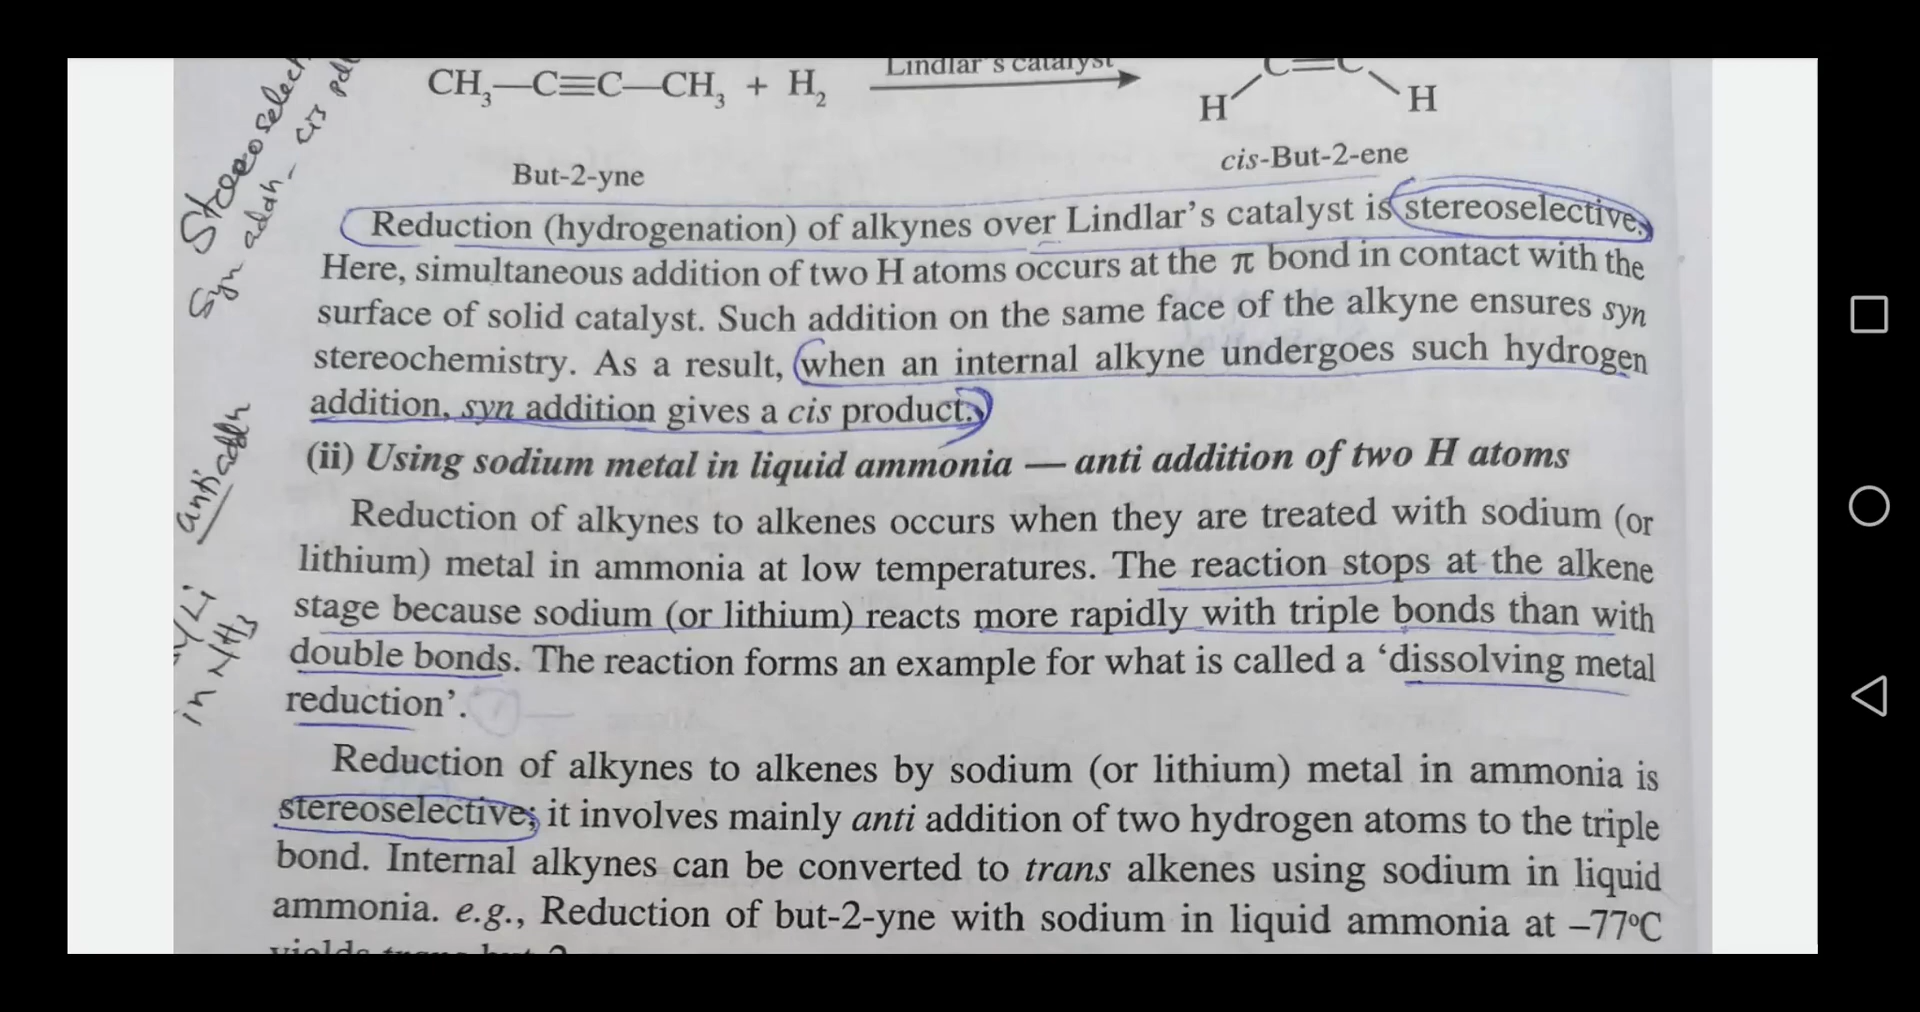 Lindlar's catalyst
CH₃—C≡C—CH₃ + H₂
C=C
H H
But-2-yne
cis-But-2-ene
Reduction (hydrogenation) of alkynes over Lindlar's catalyst is stereoselective.
Here, simultaneous addition of two H atoms occurs at the π bond in contact with the
surface of solid catalyst. Such addition on the same face of the alkyne ensures syn
stereochemistry. As a result, when an internal alkyne undergoes such hydrogen
addition, syn addition gives a cis product.
(ii) Using sodium metal in liquid ammonia — anti addition of two H atoms
Reduction of alkynes to alkenes occurs when they are treated with sodium (or
lithium) metal in ammonia at low temperatures. The reaction stops at the alkene
stage because sodium (or lithium) reacts more rapidly with triple bonds than with
double bonds. The reaction forms an example for what is called a ‘dissolving metal
reduction’.
Reduction of alkynes to alkenes by sodium (or lithium) metal in ammonia is
stereoselective; it involves mainly anti addition of two hydrogen atoms to the triple
bond. Internal alkynes can be converted to trans alkenes using sodium in liquid
ammonia. e.g., Reduction of but-2-yne with sodium in liquid ammonia at –77°C
yields trans but-2
Stereoselect
Syn addn- cis pdt
anti addn
/Li
in NH3